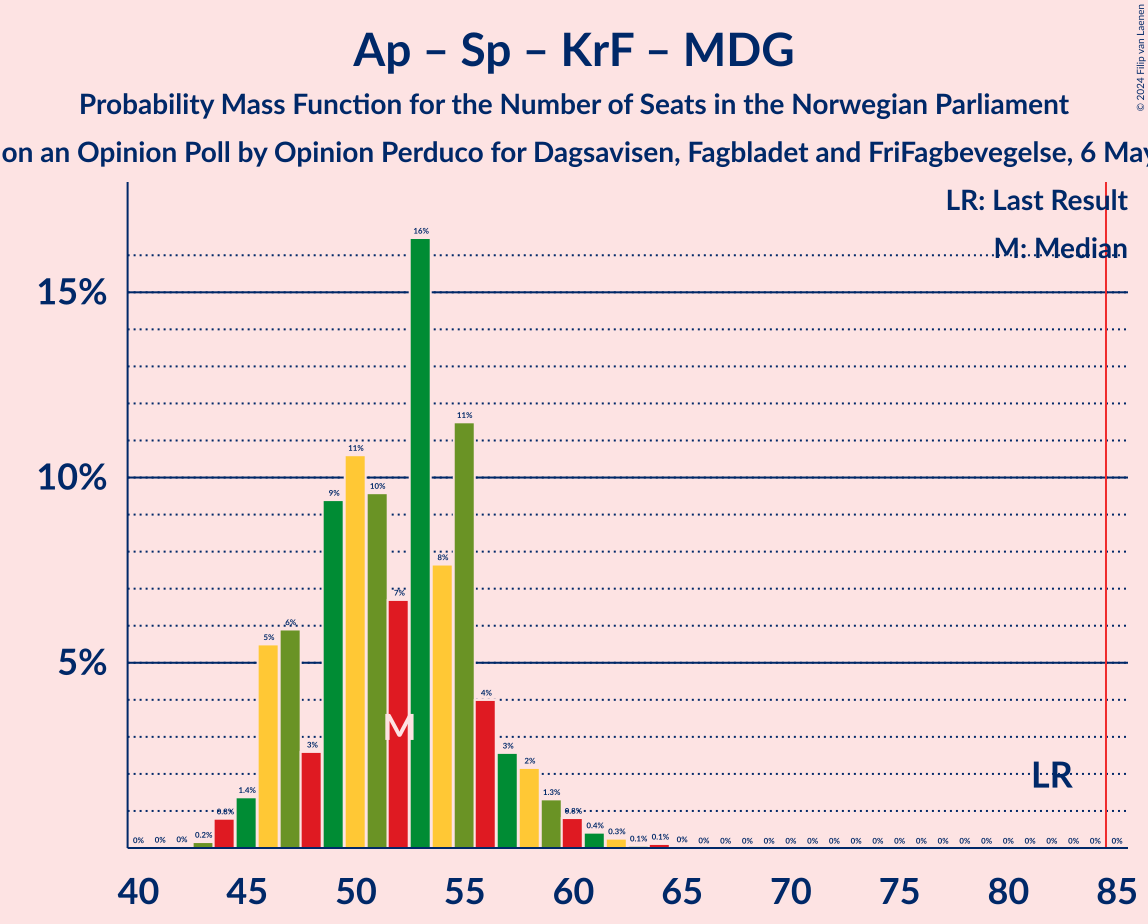 Ap – Sp – KrF – MDG
Probability Mass Function for the Number of Seats in the Norwegian Parliament
on an Opinion Poll by Opinion Perduco for Dagsavisen, Fagbladet and FriFagbevegelse, 6 May
© 2024 Filip van Laenen
LR: Last Result
M: Median
15%
10%
5%
0% 0% 0% 0.2% 0.8% 1.4% 5% 6% 3% 9% 11% 10% 7% 16% 8% 11% 4% 3% 2% 1.3% 0.8% 0.4% 0.3% 0.1% 0.1% 0% 0% 0% 0% 0% 0% 0% 0% 0% 0% 0% 0% 0% 0% 0% 0% 0% 0% 0% 0% 0%
M
LR
40 45 50 55 60 65 70 75 80 85